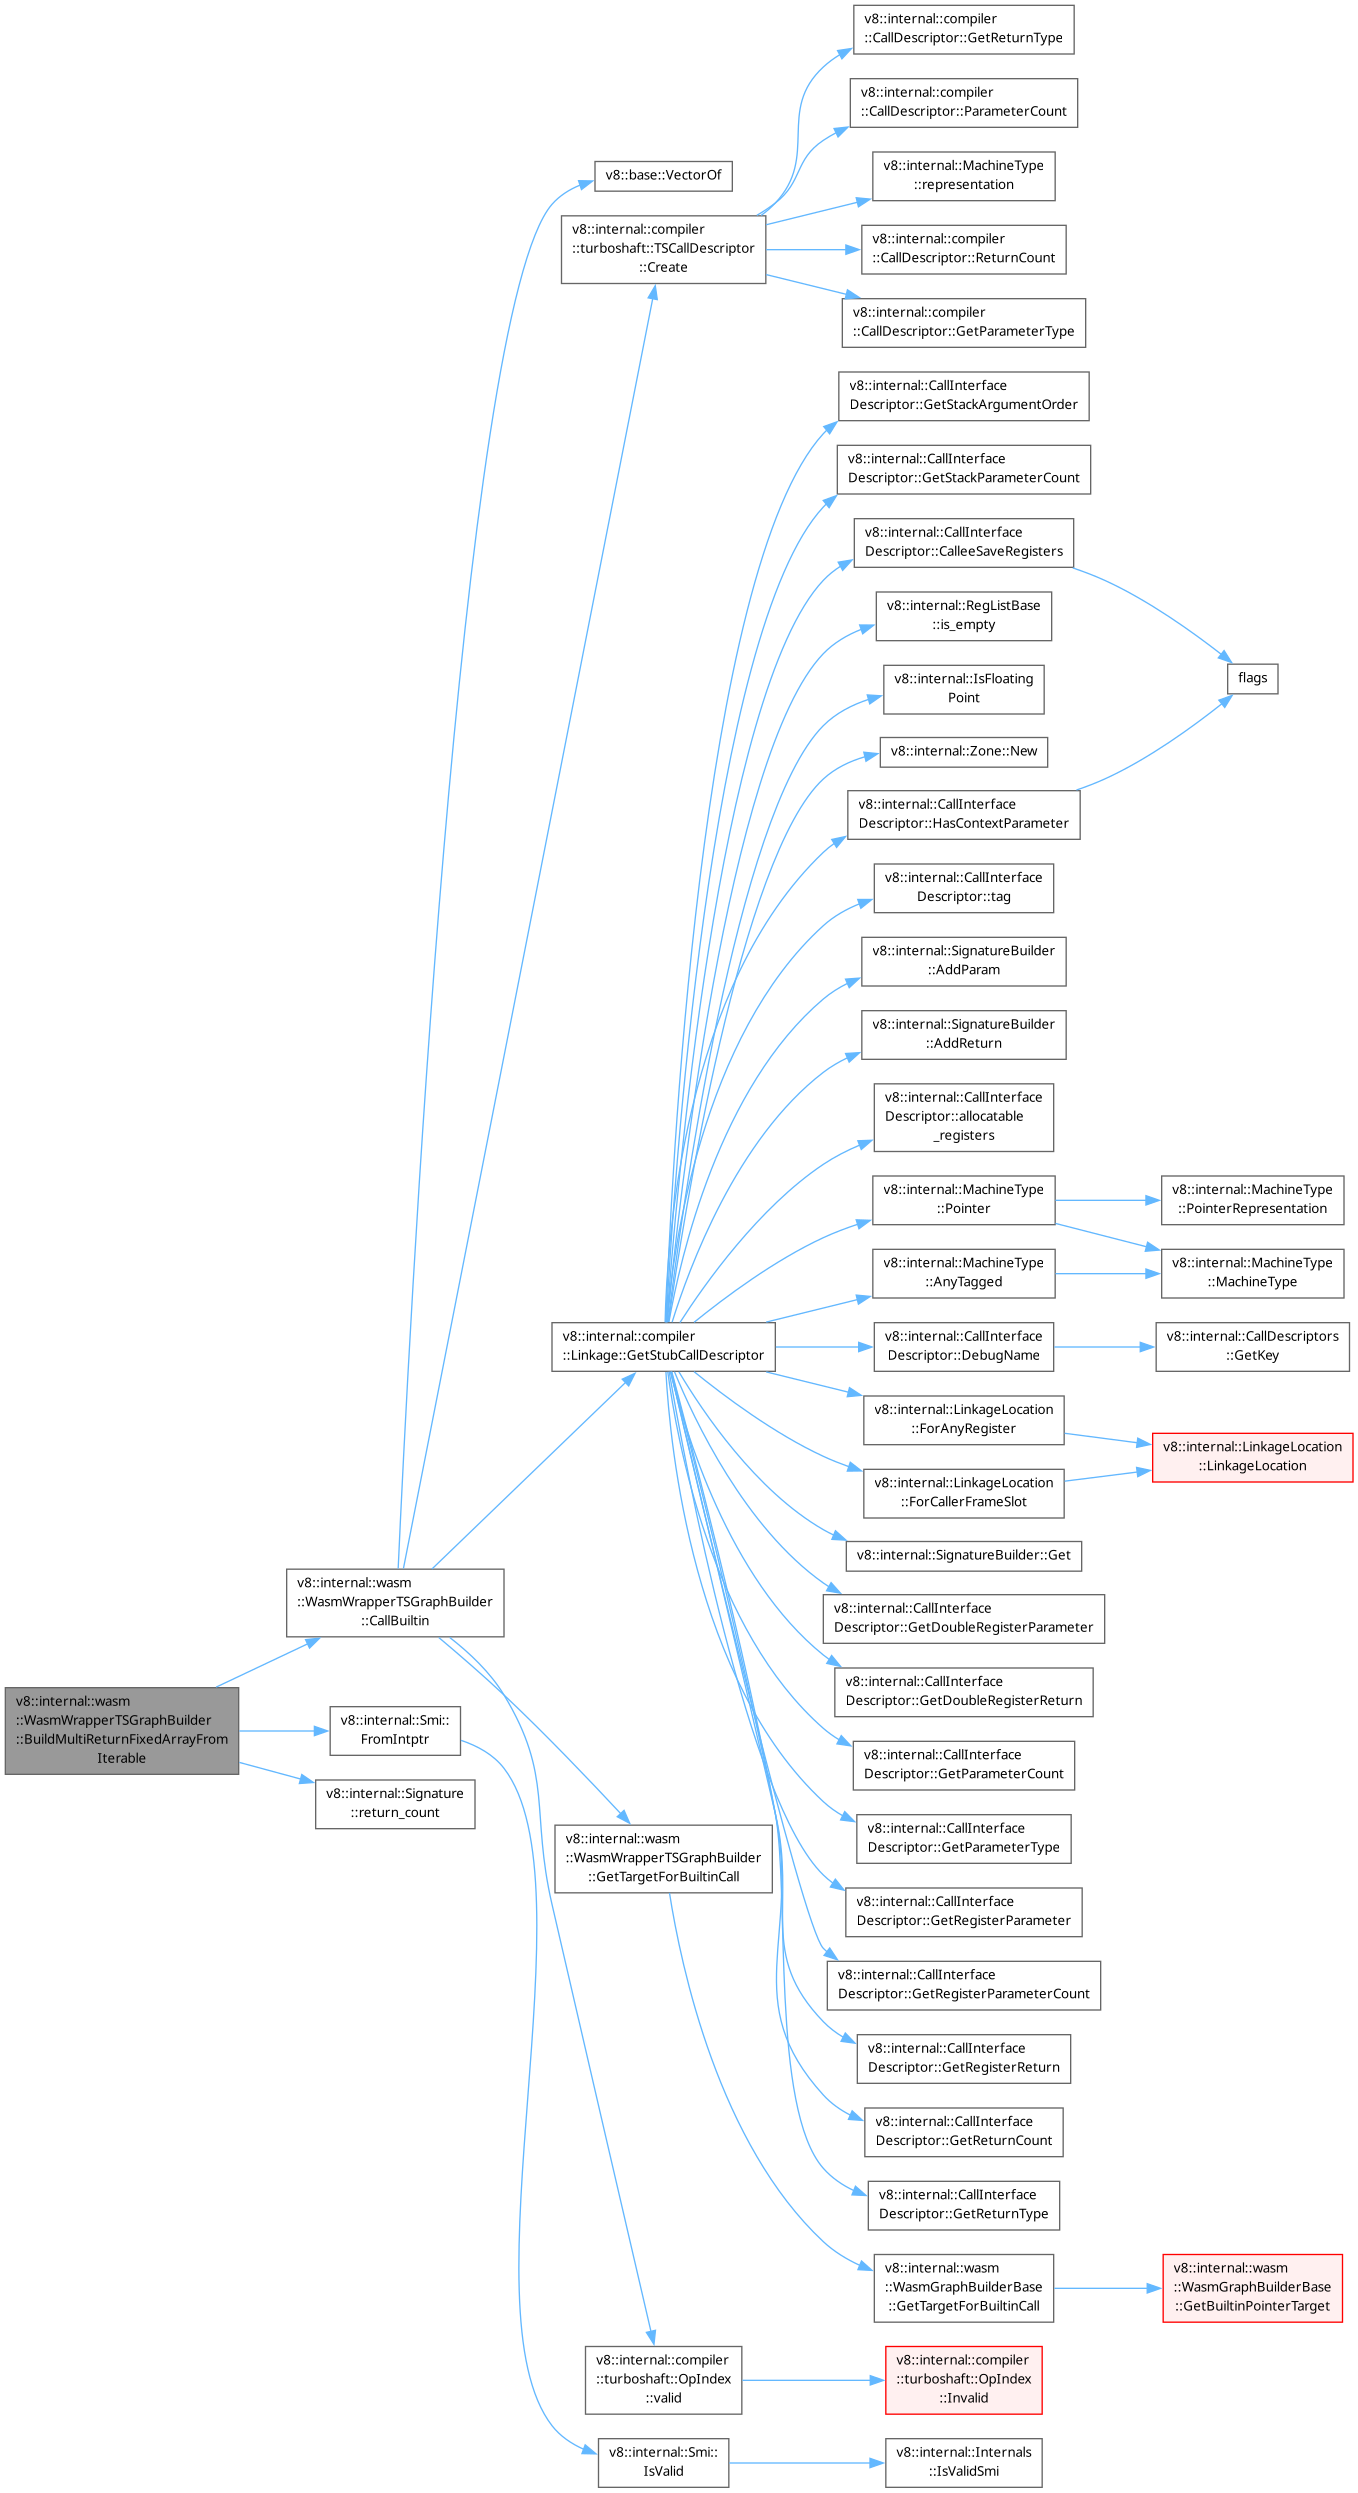 v8::internal::compiler
::CallDescriptor::GetReturnType
v8::internal::compiler
::CallDescriptor::ParameterCount
v8::internal::MachineType
::representation
v8::base::VectorOf
v8::internal::compiler
::turboshaft::TSCallDescriptor
::Create
v8::internal::compiler
::CallDescriptor::ReturnCount
v8::internal::compiler
::CallDescriptor::GetParameterType
v8::internal::CallInterface
Descriptor::GetStackArgumentOrder
v8::internal::CallInterface
Descriptor::GetStackParameterCount
v8::internal::CallInterface
Descriptor::CalleeSaveRegisters
v8::internal::RegListBase
::is_empty
flags
v8::internal::IsFloating
Point
v8::internal::Zone::New
v8::internal::CallInterface
Descriptor::HasContextParameter
v8::internal::CallInterface
Descriptor::tag
v8::internal::SignatureBuilder
::AddParam
v8::internal::SignatureBuilder
::AddReturn
v8::internal::CallInterface
Descriptor::allocatable
_registers
v8::internal::MachineType
::Pointer
v8::internal::MachineType
::PointerRepresentation
v8::internal::MachineType
::AnyTagged
v8::internal::MachineType
::MachineType
v8::internal::compiler
::Linkage::GetStubCallDescriptor
v8::internal::CallInterface
Descriptor::DebugName
v8::internal::CallDescriptors
::GetKey
v8::internal::LinkageLocation
::ForAnyRegister
v8::internal::LinkageLocation
::LinkageLocation
v8::internal::LinkageLocation
::ForCallerFrameSlot
v8::internal::SignatureBuilder::Get
v8::internal::wasm
::WasmWrapperTSGraphBuilder
::CallBuiltin
v8::internal::CallInterface
Descriptor::GetDoubleRegisterParameter
v8::internal::CallInterface
Descriptor::GetDoubleRegisterReturn
v8::internal::wasm
::WasmWrapperTSGraphBuilder
::BuildMultiReturnFixedArrayFrom
Iterable
v8::internal::Smi::
FromIntptr
v8::internal::CallInterface
Descriptor::GetParameterCount
v8::internal::Signature
::return_count
v8::internal::CallInterface
Descriptor::GetParameterType
v8::internal::wasm
::WasmWrapperTSGraphBuilder
::GetTargetForBuiltinCall
v8::internal::CallInterface
Descriptor::GetRegisterParameter
v8::internal::CallInterface
Descriptor::GetRegisterParameterCount
v8::internal::CallInterface
Descriptor::GetRegisterReturn
v8::internal::CallInterface
Descriptor::GetReturnCount
v8::internal::CallInterface
Descriptor::GetReturnType
v8::internal::wasm
::WasmGraphBuilderBase
::GetTargetForBuiltinCall
v8::internal::wasm
::WasmGraphBuilderBase
::GetBuiltinPointerTarget
v8::internal::compiler
::turboshaft::OpIndex
::valid
v8::internal::compiler
::turboshaft::OpIndex
::Invalid
v8::internal::Smi::
IsValid
v8::internal::Internals
::IsValidSmi